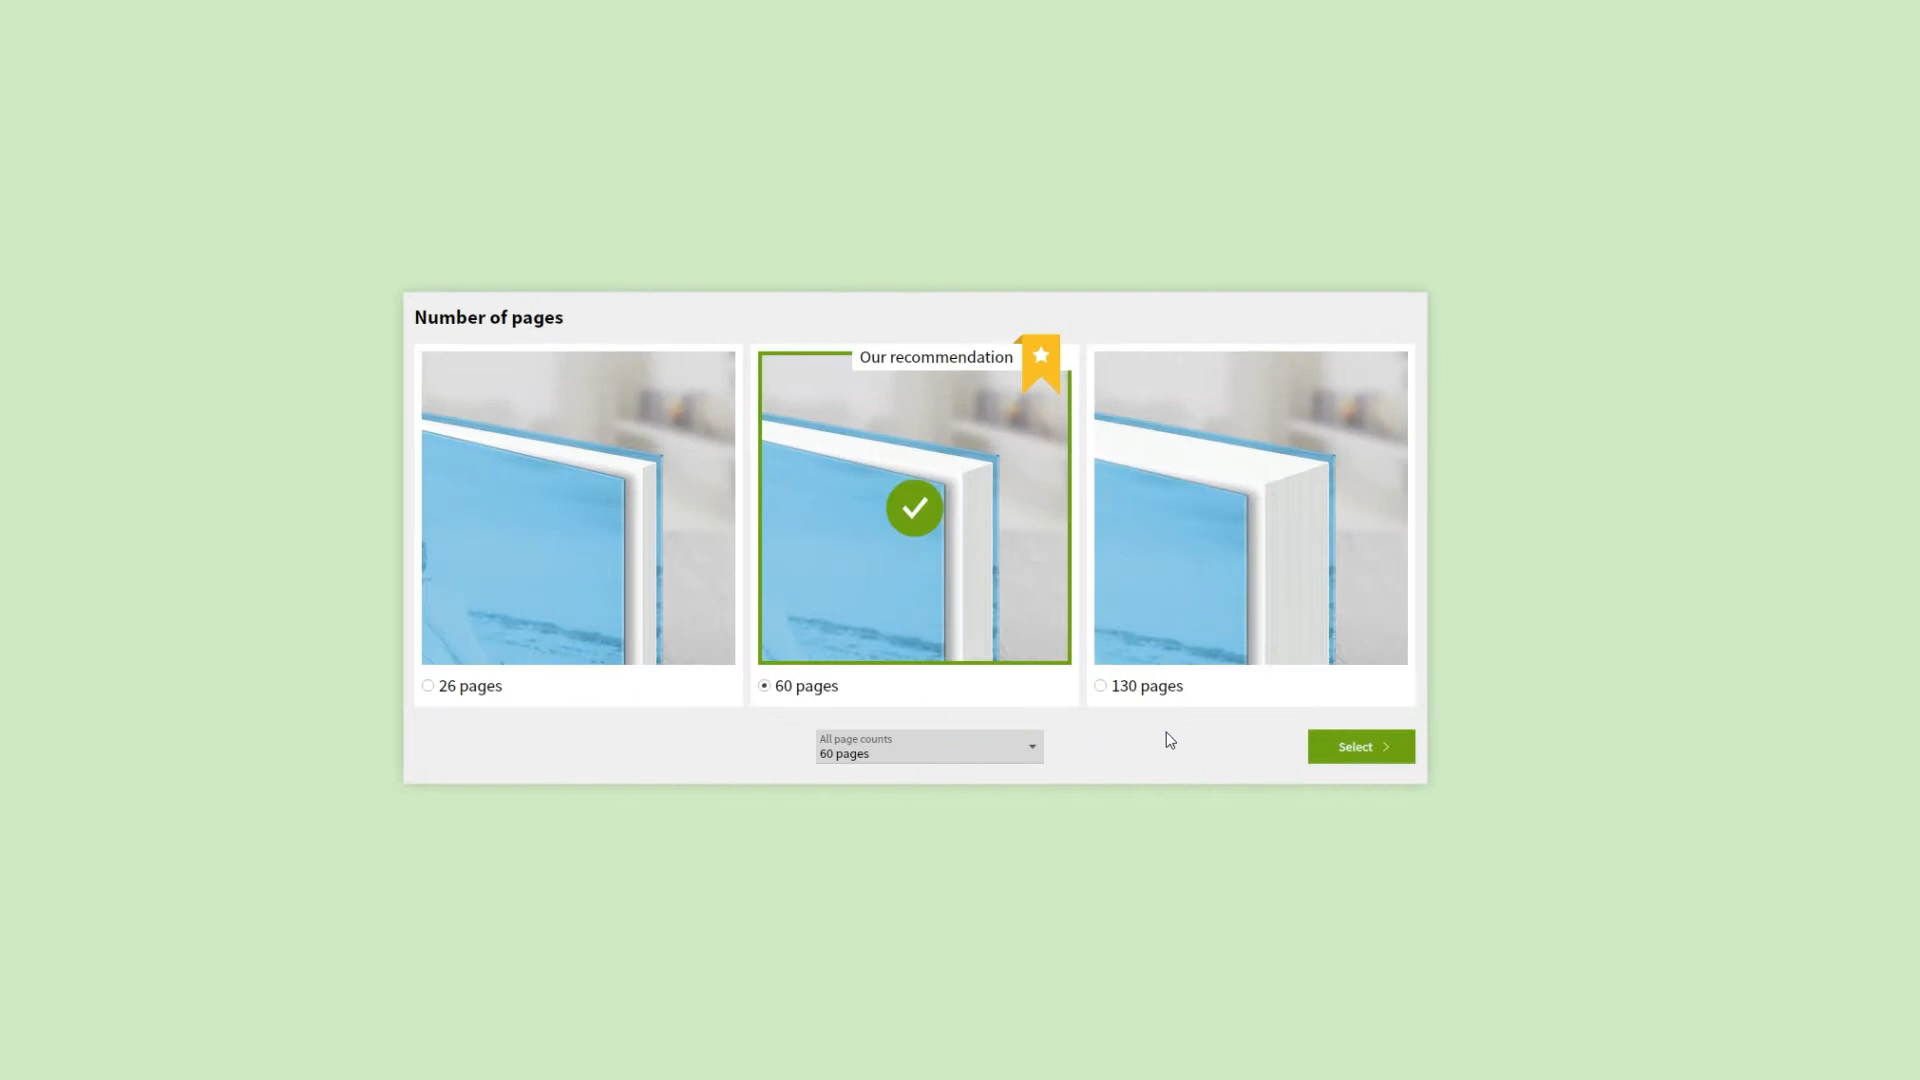 Number of pages
Our recommendation
26 pages
60 pages
130 pages
All page counts
60 pages
Select